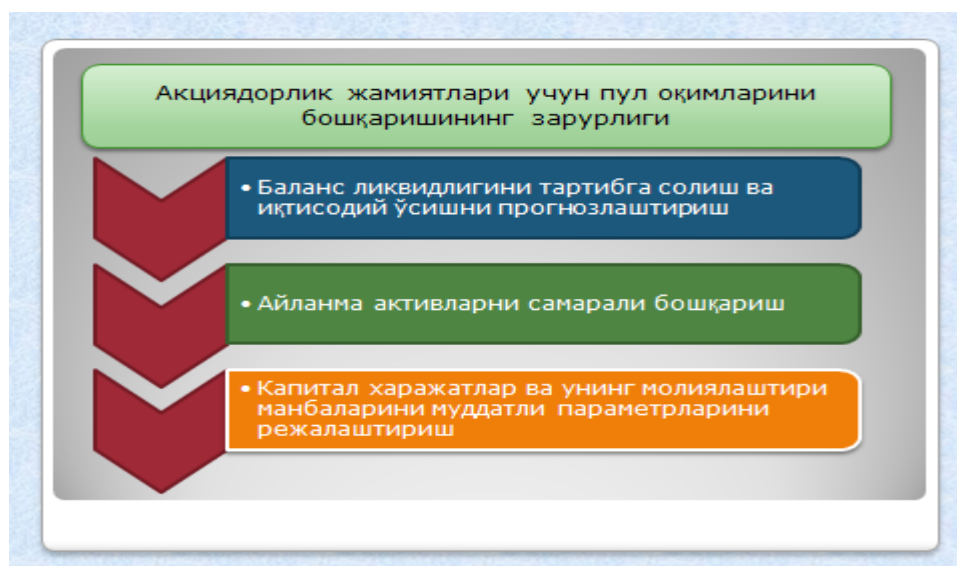 Акциядорлик жамиятлари учун пул оқимларини
бошқаришининг зарурлиги
• Баланс ликвидлигини тартибга солиш ва
иқтисодий ўсишни прогнозлаштириш
• Айланма активларни самарали бошқариш
• Капитал харажатлар ва унинг молиялаштири
манбаларини муддатли параметрларини
режалаштириш